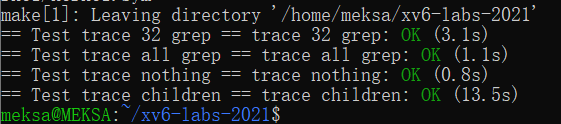 make[1]: Leaving directory '/home/meksa/xv6-labs-2021'
== Test trace 32 grep == trace 32 grep: OK (3.1s)
== Test trace all grep == trace all grep: OK (1.1s)
== Test trace nothing == trace nothing: OK (0.8s)
== Test trace children == trace children: OK (13.5s)
meksa@MEKSA:~/xv6-labs-2021$